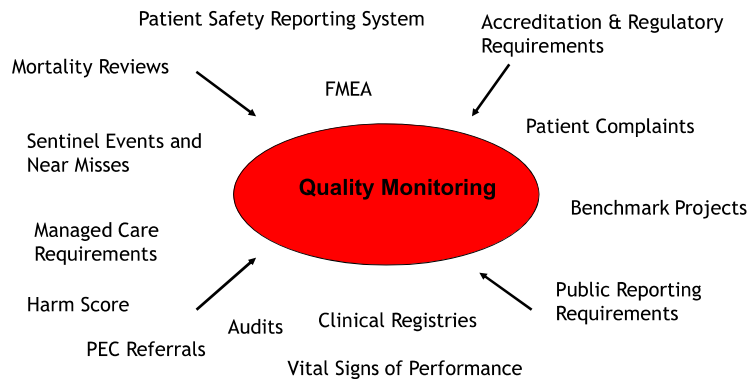 Patient Safety Reporting System
Accreditation & Regulatory
Requirements
Mortality Reviews
FMEA
Patient Complaints
Sentinel Events and
Near Misses
Quality Monitoring
Benchmark Projects
Managed Care
Requirements
Public Reporting
Requirements
Harm Score
Clinical Registries
Audits
PEC Referrals
Vital Signs of Performance